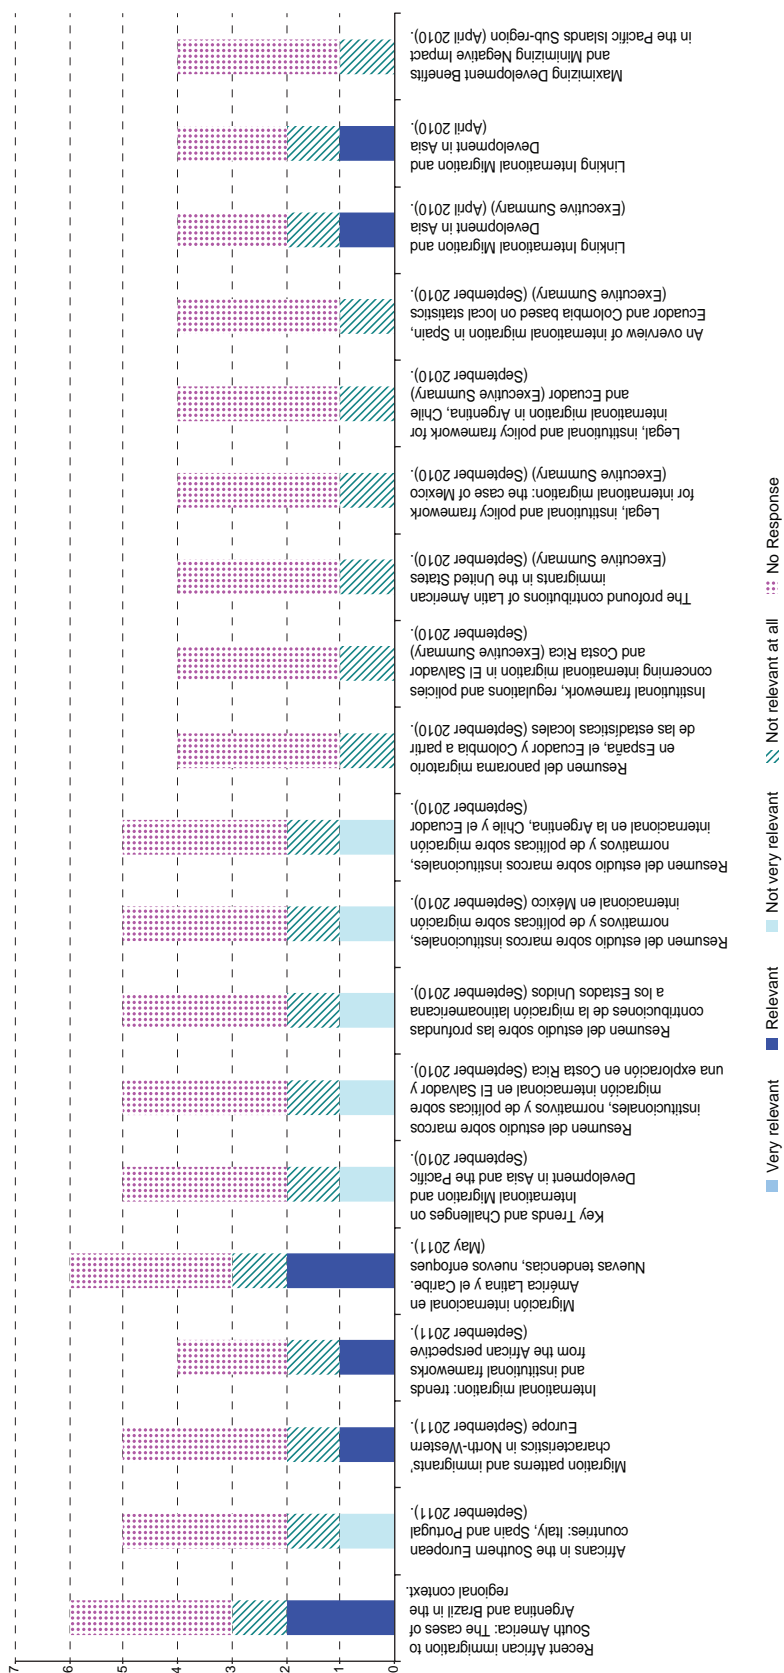 Maximizing Development Benefits
and Minimizing Negative Impact
in the Pacific Islands Sub-region (April 2010).
Linking International Migration and
Development in Asia
(April 2010).
Linking International Migration and
Development in Asia
(Executive Summary) (April 2010).
An overview of international migration in Spain,
Ecuador and Colombia based on local statistics
(Executive Summary) (September 2010).
Legal, institutional and policy framework for
international migration in Argentina, Chile
and Ecuador (Executive Summary)
(September 2010).
Legal, institutional and policy framework
for international migration: the case of Mexico
(Executive Summary) (September 2010).
The profound contributions of Latin American
immigrants in the United States
(Executive Summary) (September 2010).
Institutional framework, regulations and policies
concerning international migration in El Salvador
and Costa Rica (Executive Summary)
(September 2010).
Resumen del panorama migratorio
en España, el Ecuador y Colombia a partir
de las estadísticas locales (September 2010).
Resumen del estudio sobre marcos institucionales,
normativos y de políticas sobre migración
internacional en la Argentina, Chile y el Ecuador
(September 2010).
Resumen del estudio sobre marcos institucionales,
normativos y de políticas sobre migración
internacional en México (September 2010).
Resumen del estudio sobre las profundas
contribuciones de la migración latinoamericana
a los Estados Unidos (September 2010).
Resumen del estudio sobre marcos
institucionales, normativos y de políticas sobre
migración internacional en El Salvador y
una exploración en Costa Rica (September 2010).
Key Trends and Challenges on
International Migration and
Development in Asia and the Pacific
(September 2010).
Migración internacional en
América Latina y el Caribe.
Nuevas tendencias, nuevos enfoques
(May 2011).
International migration: trends
and institutional frameworks
from the African perspective
(September 2011).
Migration patterns and immigrants'
characteristics in North-Western
Europe (September 2011).
Africans in the Southern European
countries: Italy, Spain and Portugal
(September 2011).
Recent African immigration to
South America: The cases of
Argentina and Brazil in the
regional context.
7
6
5
4
3
2
1
0
Very relevant
Relevant
Not very relevant
Not relevant at all
No Response